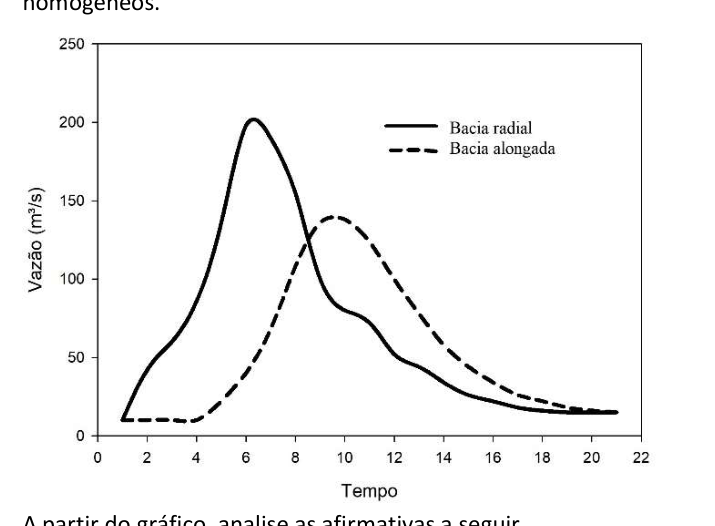 homogêneos.
250
200
150
100
50
0
Vazão (m³/s)
Bacia radial
Bacia alongada
0 2 4 6 8 10 12 14 16 18 20 22
Tempo
A partir do gráfico, analise as afirmativas a seguir